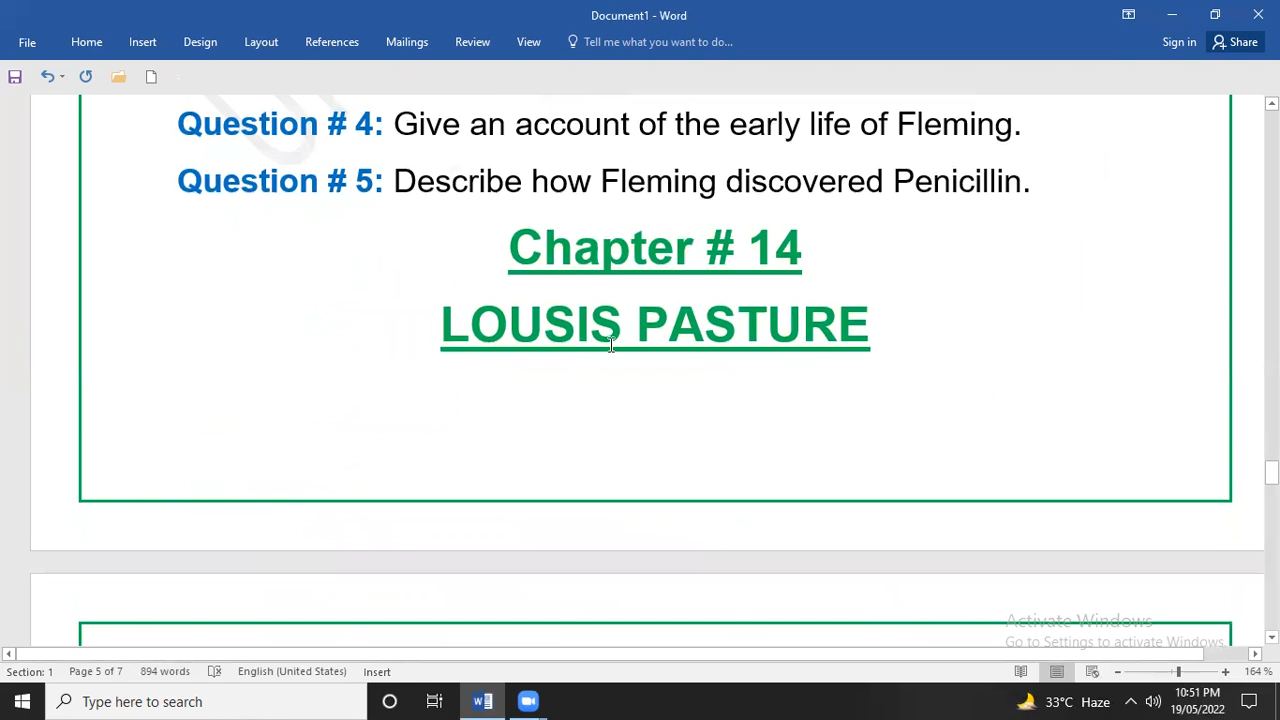 Document1 - Word
File Home Insert Design Layout References Mailings Review View Tell me what you want to do... Sign in Share
Question # 4: Give an account of the early life of Fleming.
Question # 5: Describe how Fleming discovered Penicillin.
Chapter # 14
LOUSIS PASTURE
Activate Windows
Go to Settings to activate Windows.
Section: 1 Page 5 of 7 894 words English (United States) Insert 164 %
Type here to search 33°C Haze 10:51 PM
19/05/2022